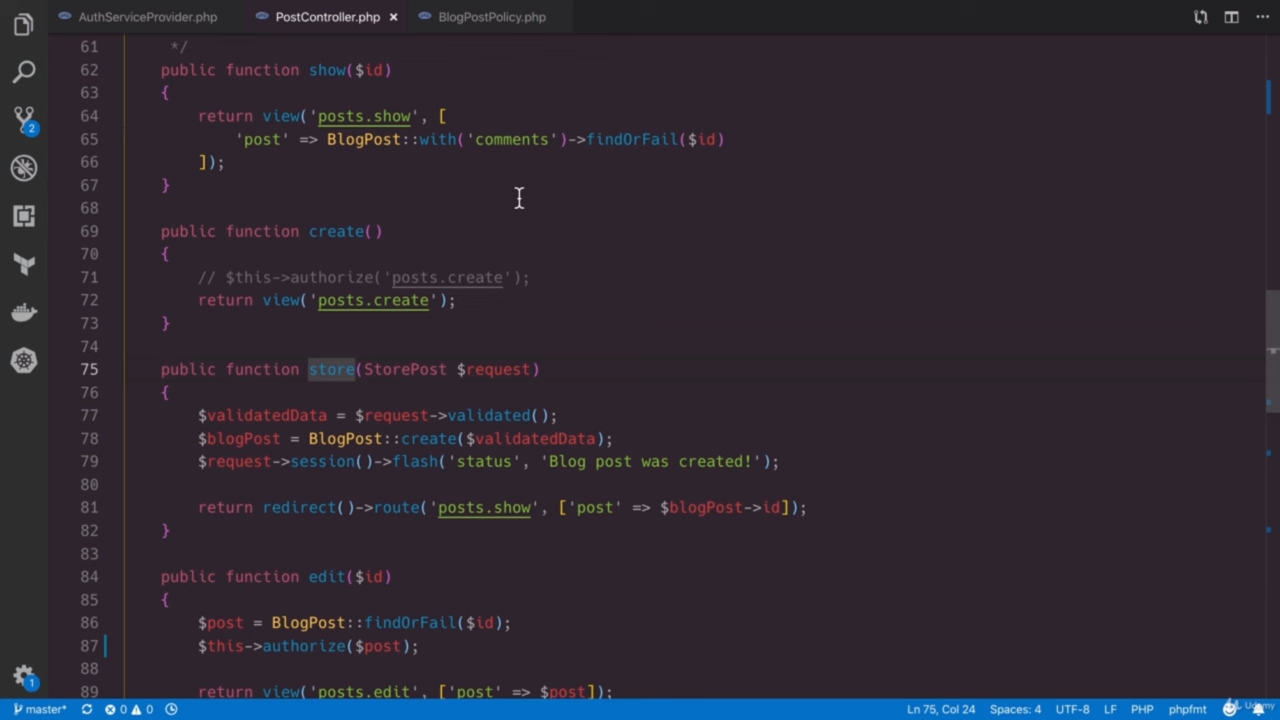 AuthServiceProvider.php PostController.php × BlogPostPolicy.php
61 */
62 public function show($id)
63 {
64 return view('posts.show', [
65 'post' => BlogPost::with('comments')->findOrFail($id)
66 ]);
67 }
68
69 public function create()
70 {
71 // $this->authorize('posts.create');
72 return view('posts.create');
73 }
74
75 public function store(StorePost $request)
76 {
77 $validatedData = $request->validated();
78 $blogPost = BlogPost::create($validatedData);
79 $request->session()->flash('status', 'Blog post was created!');
80
81 return redirect()->route('posts.show', ['post' => $blogPost->id]);
82 }
83
84 public function edit($id)
85 {
86 $post = BlogPost::findOrFail($id);
87 $this->authorize($post);
88
89 return view('posts.edit', ['post' => $post]);
2
1
master* 0 0 Ln 75, Col 24 Spaces: 4 UTF-8 LF PHP phpfmt
Udemy